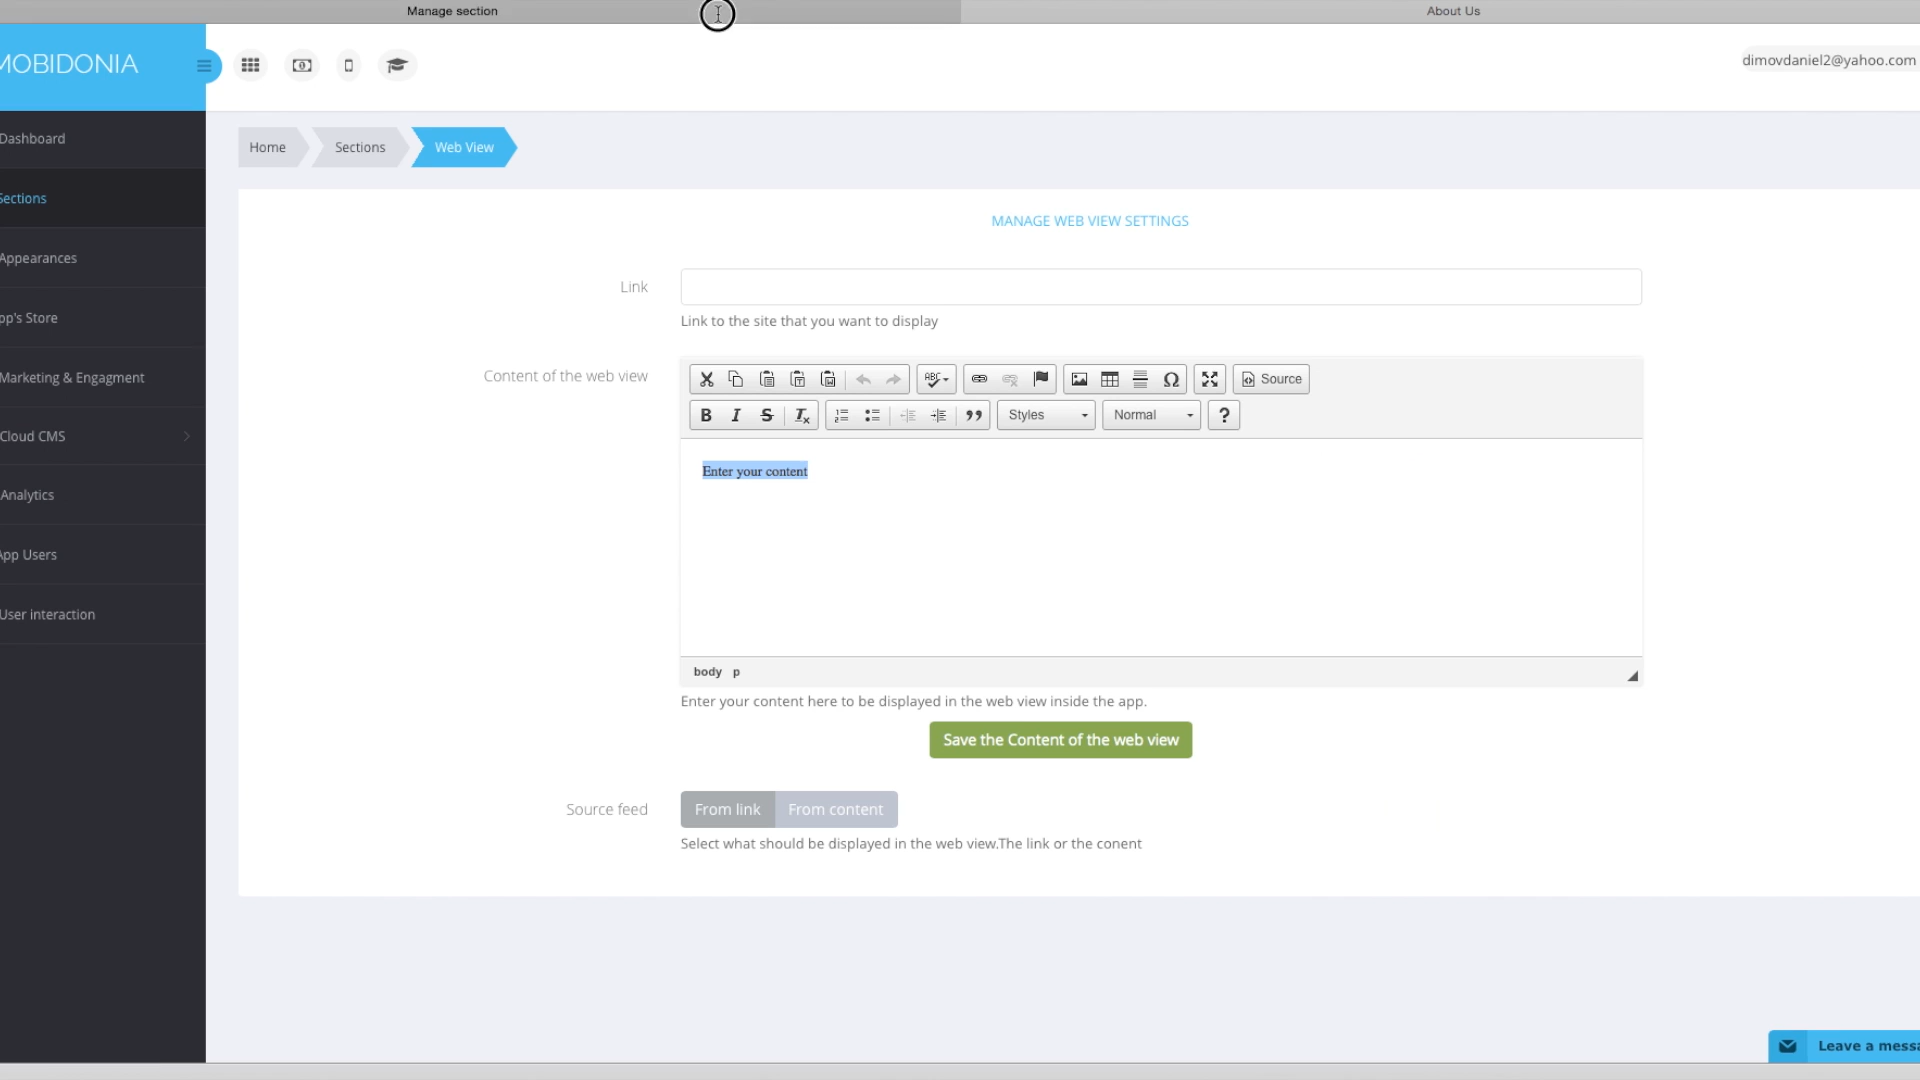 Manage section
About Us
MOBIDONIA
dimovdaniel2@yahoo.com
Dashboard
Sections
Appearances
pp's Store
Marketing & Engagment
Cloud CMS
Analytics
App Users
User interaction
Home
Sections
Web View
MANAGE WEB VIEW SETTINGS
Link
Link to the site that you want to display
Content of the web view
ABC
Source
B I S Tx
Styles
Normal
?
Enter your content
body p
Enter your content here to be displayed in the web view inside the app.
Save the Content of the web view
Source feed
From link
From content
Select what should be displayed in the web view.The link or the conent
Leave a messa